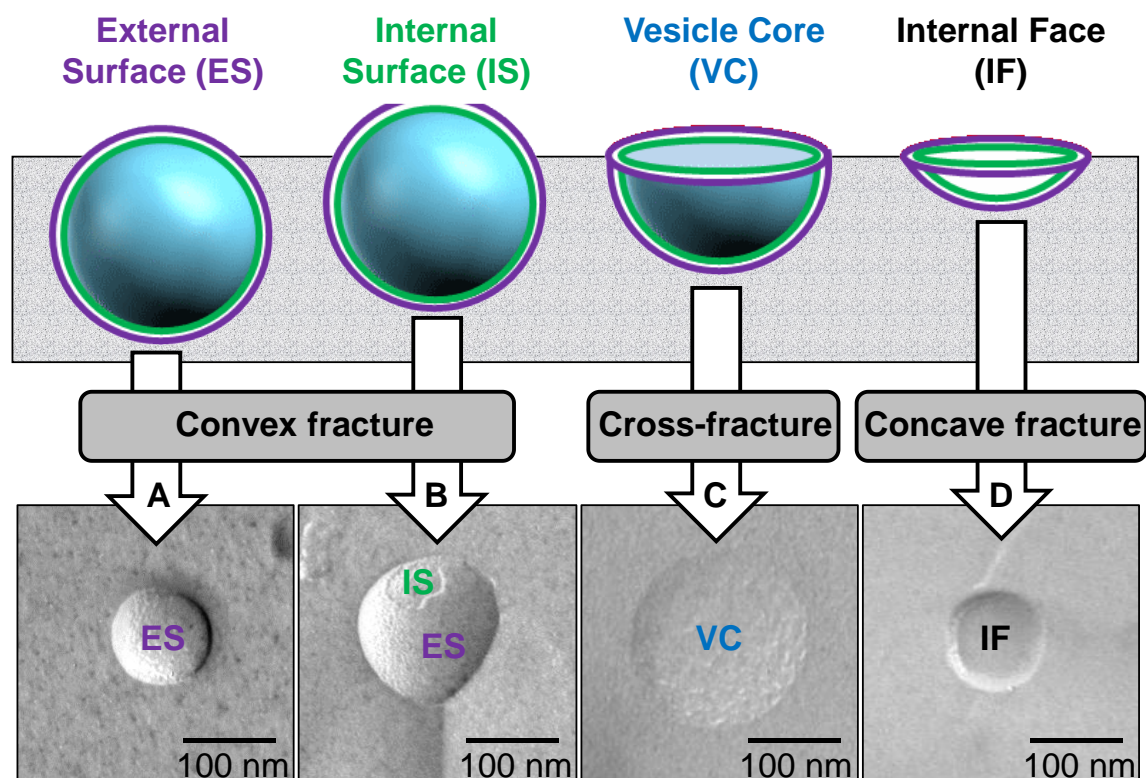 External
Surface (ES)
Internal
Surface (IS)
Vesicle Core
(VC)
Internal Face
(IF)
Convex fracture
Cross-fracture
Concave fracture
A
B
C
D
ES
IS
ES
VC
IF
100 nm
100 nm
100 nm
100 nm